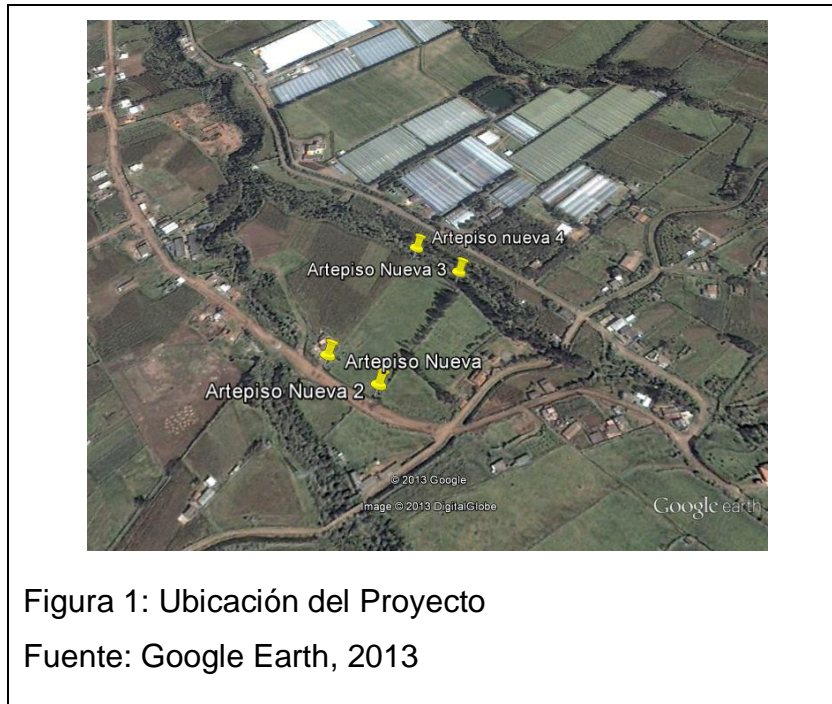 Artepiso nueva 4
Artepiso Nueva 3
Artepiso Nueva
Artepiso Nueva 2
© 2013 Google
Image © 2013 DigitalGlobe
Google earth
Figura 1: Ubicación del Proyecto
Fuente: Google Earth, 2013